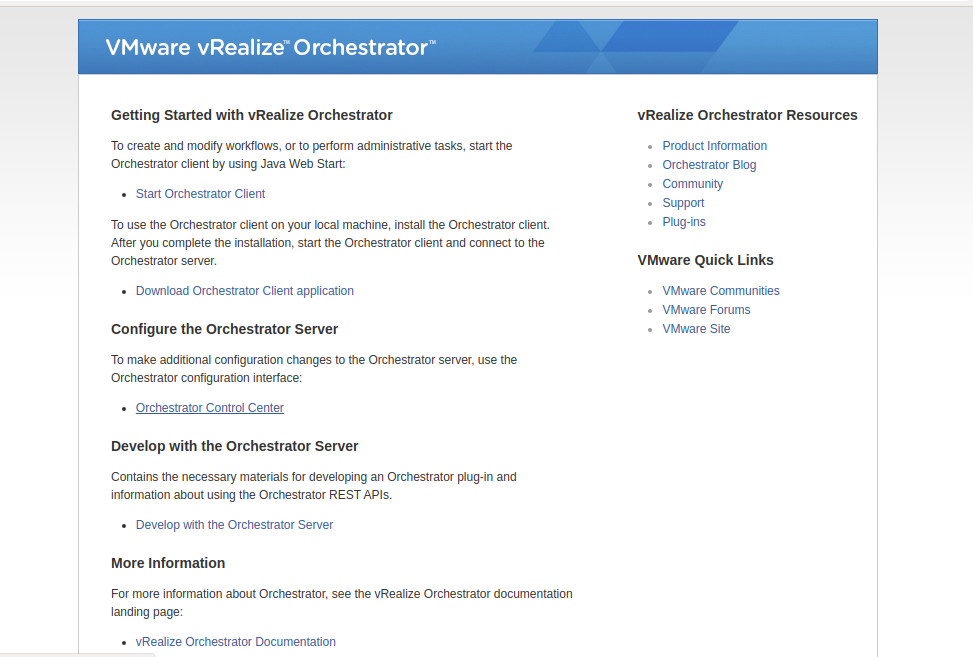 VMware vRealize™ Orchestrator™
Getting Started with vRealize Orchestrator
To create and modify workflows, or to perform administrative tasks, start the
Orchestrator client by using Java Web Start:
Start Orchestrator Client
To use the Orchestrator client on your local machine, install the Orchestrator client.
After you complete the installation, start the Orchestrator client and connect to the
Orchestrator server.
Download Orchestrator Client application
Configure the Orchestrator Server
To make additional configuration changes to the Orchestrator server, use the
Orchestrator configuration interface:
Orchestrator Control Center
Develop with the Orchestrator Server
Contains the necessary materials for developing an Orchestrator plug-in and
information about using the Orchestrator REST APIs.
Develop with the Orchestrator Server
More Information
For more information about Orchestrator, see the vRealize Orchestrator documentation
landing page:
vRealize Orchestrator Documentation
vRealize Orchestrator Resources
Product Information
Orchestrator Blog
Community
Support
Plug-ins
VMware Quick Links
VMware Communities
VMware Forums
VMware Site